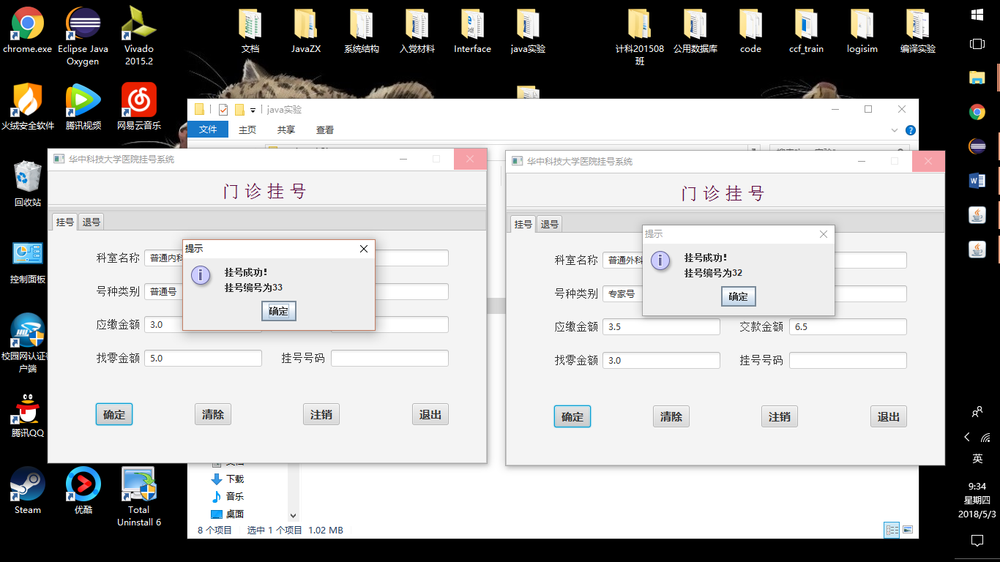 chrome.exe
Eclipse Java
Oxygen
Vivado
2015.2
文档
JavaZX
系统结构
入党材料
Interface
java实验
计科201508
班
公用数据库
code
ccf_train
logisim
编译实验
火绒安全软件
腾讯视频
网易云音乐
回收站
控制面板
校园网认证客
户端
腾讯QQ
Steam
优酷
Total
Uninstall 6
java实验
文件
主页
共享
查看
华中科技大学医院挂号系统
门 诊 挂 号
挂号
退号
科室名称
普通内科
号种类别
普通号
应缴金额
3.0
找零金额
5.0
挂号号码
确定
清除
注销
退出
提示
挂号成功!
挂号编号为33
确定
华中科技大学医院挂号系统
门 诊 挂 号
挂号
退号
科室名称
普通外科
号种类别
专家号
应缴金额
3.5
交款金额
6.5
找零金额
3.0
挂号号码
确定
清除
注销
退出
提示
挂号成功!
挂号编号为32
确定
下载
音乐
桌面
8 个项目
选中 1 个项目 1.02 MB
英
9:34
星期四
2018/5/3